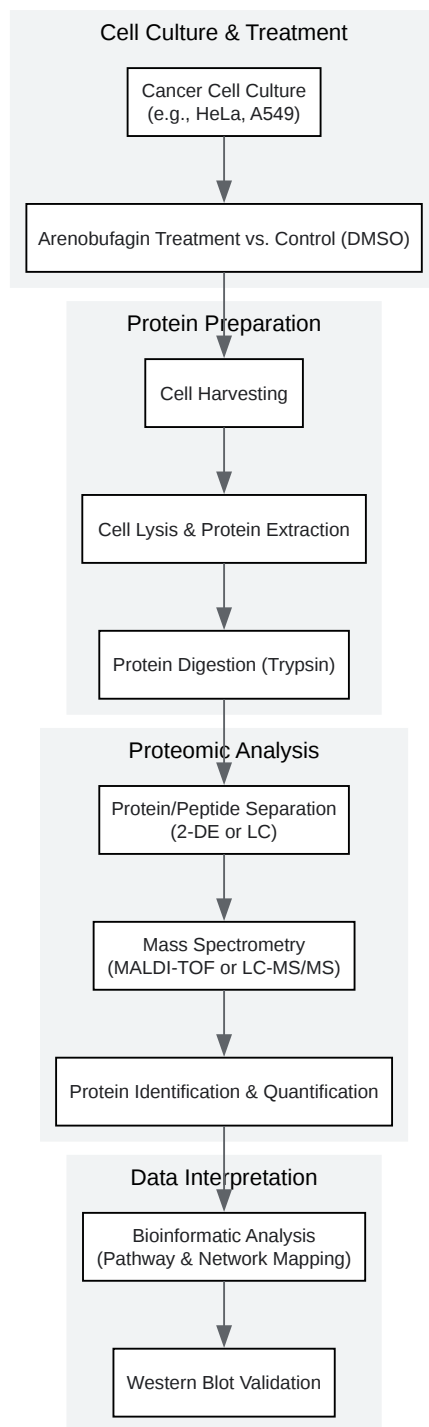 Cell Culture & Treatment
Cancer Cell Culture
(e.g., HeLa, A549)
Arenobufagin Treatment vs. Control (DMSO)
Protein Preparation
Cell Harvesting
Cell Lysis & Protein Extraction
Protein Digestion (Trypsin)
Proteomic Analysis
Protein/Peptide Separation
(2-DE or LC)
Mass Spectrometry
(MALDI-TOF or LC-MS/MS)
Protein Identification & Quantification
Data Interpretation
Bioinformatic Analysis
(Pathway & Network Mapping)
Western Blot Validation